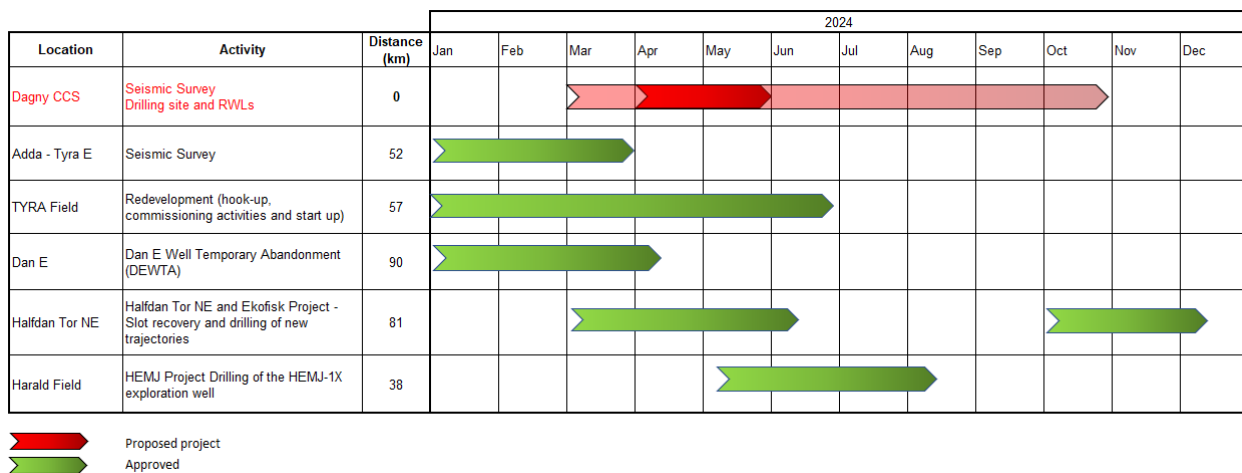 2024
Location Activity Distance (km) Jan Feb Mar Apr May Jun Jul Aug Sep Oct Nov Dec
Dagny CCS Seismic Survey 0
Drilling site and RWLs
Adda - Tyra E Seismic Survey 52
TYRA Field Redevelopment (hook-up, 57
commissioning activities and start up)
Dan E Dan E Well Temporary Abandonment 90
(DEWTA)
Halfdan Tor NE Halfdan Tor NE and Ekofisk Project - 81
Slot recovery and drilling of new
trajectories
Harald Field HEMJ Project Drilling of the HEMJ-1X 38
exploration well
Proposed project
Approved